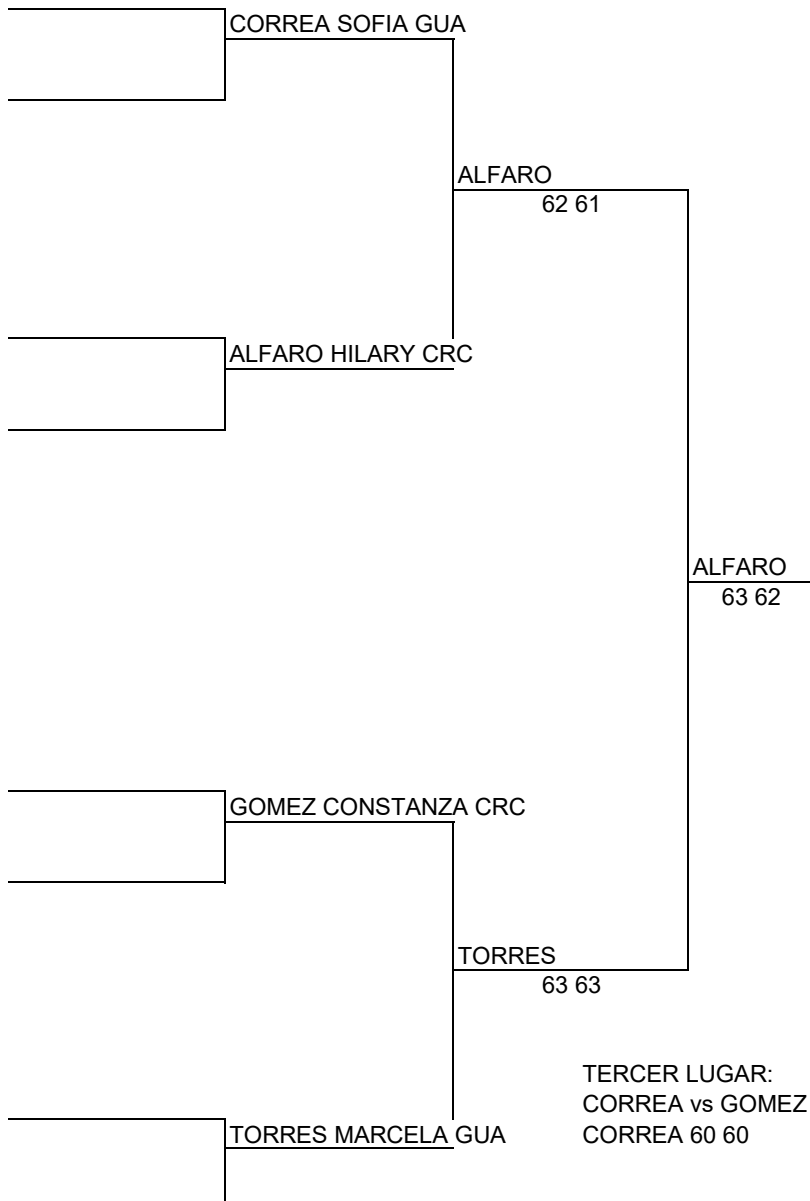 CORREA SOFIA GUA
ALFARO
62 61
ALFARO HILARY CRC
ALFARO
63 62
GOMEZ CONSTANZA CRC
TORRES
63 63
TERCER LUGAR:
CORREA vs GOMEZ
TORRES MARCELA GUA
CORREA 60 60